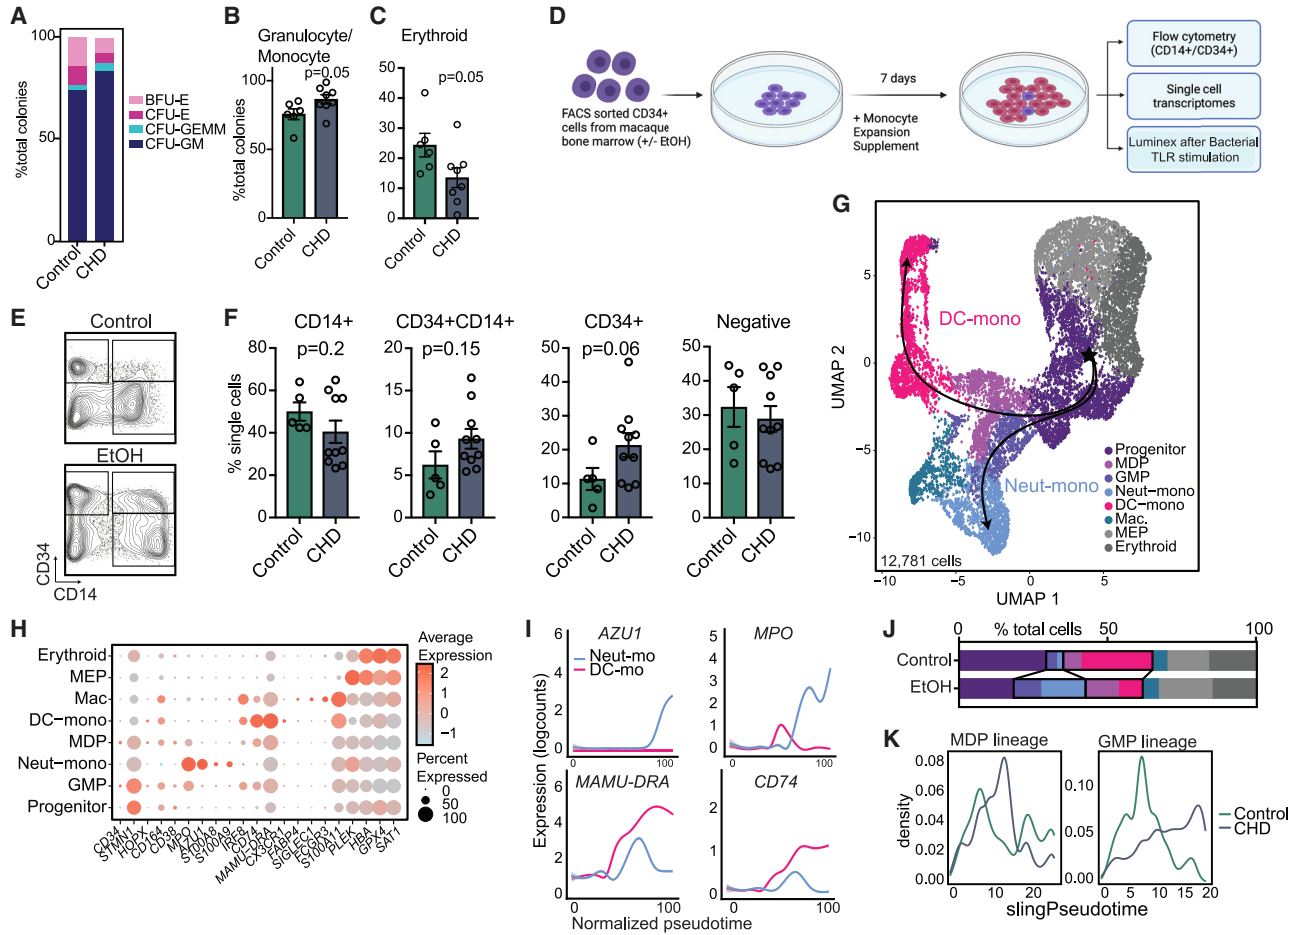 A
100
50
0
%total colonies
Control
CHD
BFU-E
CFU-E
CFU-GEMM
CFU-GM
B
Granulocyte/
Monocyte
p=0.05
100
50
0
%total colonies
Control
CHD
C
Erythroid
p=0.05
50
40
30
20
10
0
Control
CHD
D
FACS sorted CD34+
cells from macaque
bone marrow (+/- EtOH)
7 days
+ Monocyte
Expansion
Supplement
Flow cytometry
(CD14+/CD34+)
Single cell
transcriptomes
Luminex after Bacterial
TLR stimulation
E
Control
EtOH
CD34
CD14
F
CD14+
p=0.2
80
60
40
20
0
% single cells
Control
CHD
CD34+CD14+
p=0.15
20
15
10
5
0
Control
CHD
CD34+
p=0.06
50
40
30
20
10
0
Control
CHD
Negative
50
40
30
20
10
0
Control
CHD
G
DC-mono
Neut-mono
Progenitor
MDP
GMP
Neut-mono
DC-mono
Mac.
MEP
Erythroid
12,781 cells
5
0
−5
−10
UMAP 2
−10
−5
0
5
UMAP 1
H
Erythroid
MEP
Mac
DC-mono
MDP
Neut-mono
GMP
Progenitor
CD34
STMN1
HOPX
CD164
CD38
MPO
AZU1
S100A8
S100A9
IRF8
CD74
MAMU-DRA
CX3CR1
FABP4
SIGLEC1
FCGR3
S100A11
PLEK
HBA
GPX4
SAT1
Average
Expression
2
1
0
−1
Percent
Expressed
0
50
100
I
AZU1
6
4
2
0
Neut-mo
DC-mo
0
100
MPO
5
4
3
2
1
0
0
100
MAMU-DRA
6
4
2
0
0
100
CD74
2
1
0
0
100
Expression (logcounts)
Normalized pseudotime
J
0
% total cells
50
100
Control
EtOH
K
MDP lineage
0.08
0.06
0.04
0.02
0.00
density
0
10
20
GMP lineage
0.10
0.05
0.00
0
5
10
15
20
slingPseudotime
Control
CHD